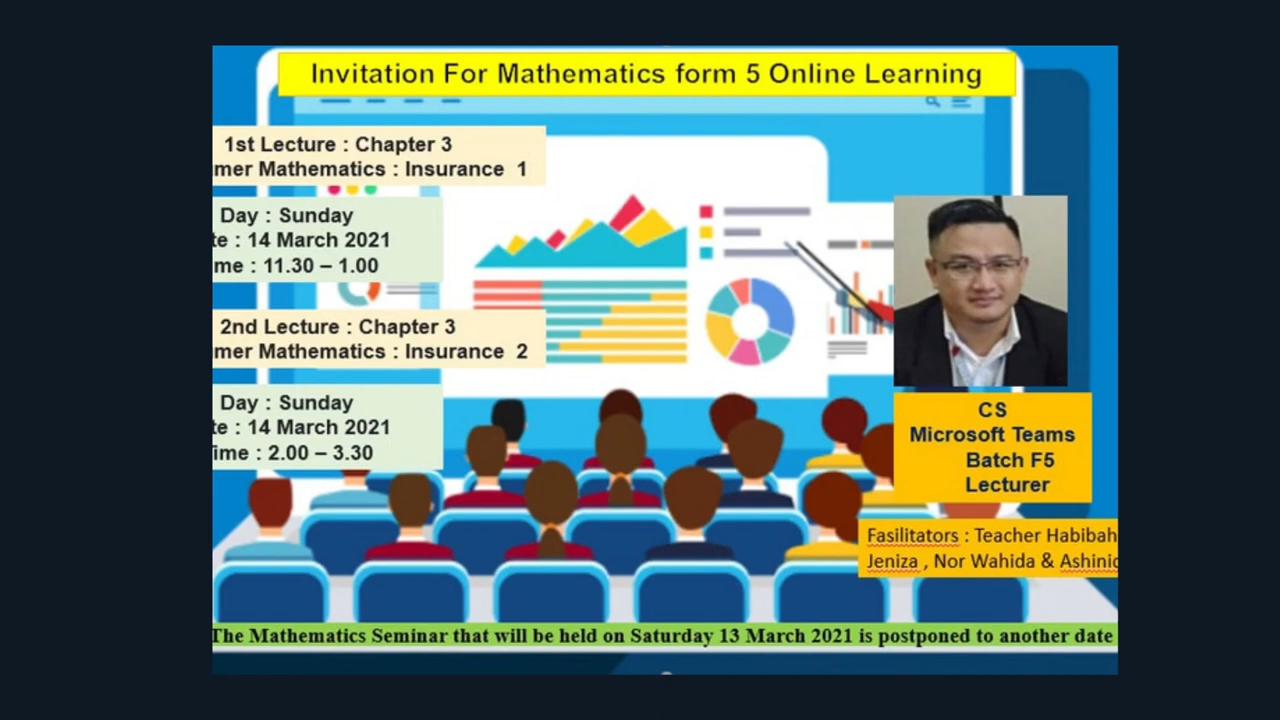 Invitation For Mathematics form 5 Online Learning
1st Lecture : Chapter 3
mer Mathematics : Insurance 1
Day : Sunday
te : 14 March 2021
me : 11.30 – 1.00
2nd Lecture : Chapter 3
mer Mathematics : Insurance 2
Day : Sunday
te : 14 March 2021
ime : 2.00 – 3.30
CS
Microsoft Teams
Batch F5
Lecturer
Fasilitators : Teacher Habibah
Jeniza , Nor Wahida &
The Mathematics Seminar that will be held on Saturday 13 March 2021 is postponed to another date